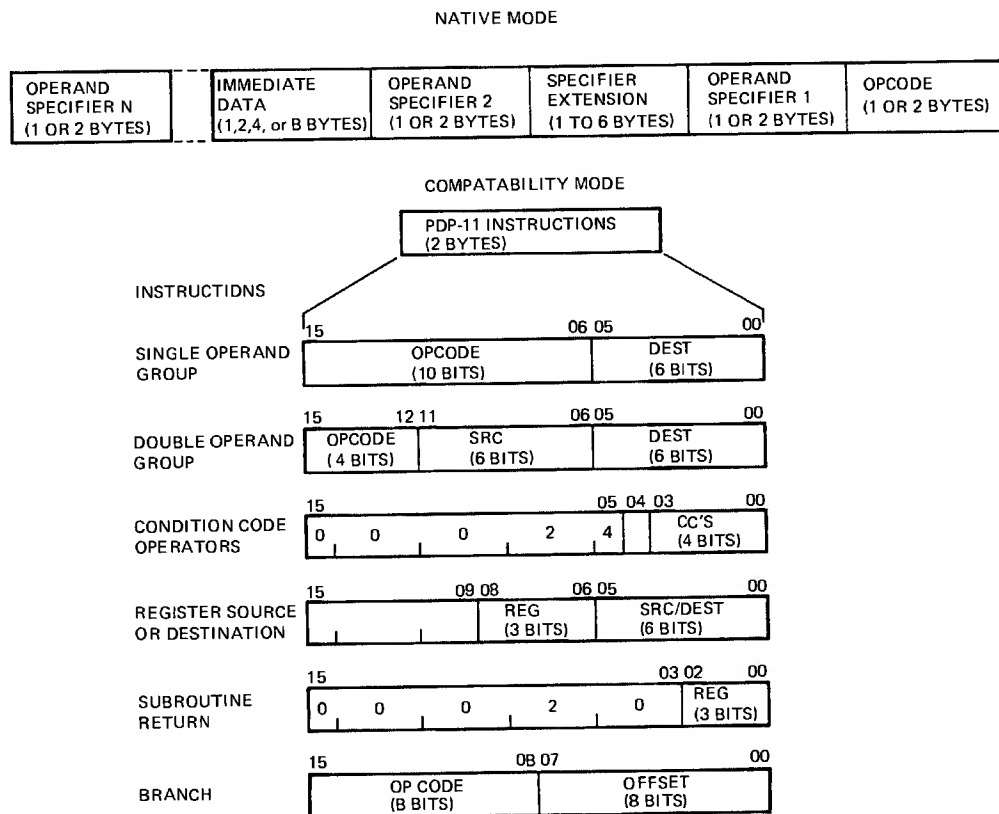 NATIVE MODE
OPERAND SPECIFIER N (1 OR 2 BYTES)
IMMEDIATE DATA (1,2,4, or B BYTES)
OPERAND SPECIFIER 2 (1 OR 2 BYTES)
SPECIFIER EXTENSION (1 TO 6 BYTES)
OPERAND SPECIFIER 1 (1 OR 2 BYTES)
OPCODE (1 OR 2 BYTES)
COMPATABILITY MODE
PDP-11 INSTRUCTIONS
(2 BYTES)
INSTRUCTIDNS
15 06 05 00
SINGLE OPERAND GROUP
OPCODE (10 BITS)
DEST (6 BITS)
15 12 11 06 05 00
DOUBLE OPERAND GROUP
OPCODE (4 BITS)
SRC (6 BITS)
DEST (6 BITS)
15 05 04 03 00
CONDITION CODE OPERATORS
0 0 0 2 4
CC'S (4 BITS)
15 09 08 06 05 00
REGISTER SOURCE OR DESTINATION
REG (3 BITS)
SRC/DEST (6 BITS)
15 03 02 00
SUBROUTINE RETURN
0 0 0 2 0
REG (3 BITS)
15 0B 07 00
BRANCH
OP CODE (B BITS)
OFFSET (8 BITS)